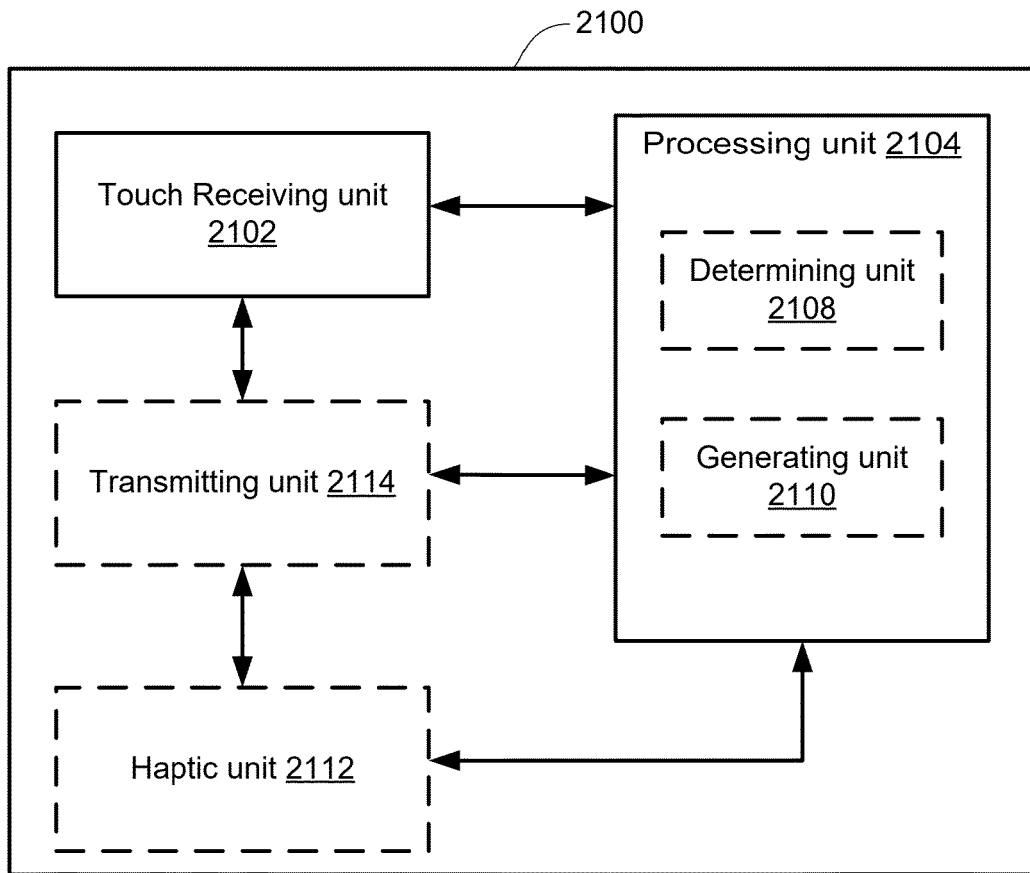 2100
Touch Receiving unit
2102
Processing unit 2104
Determining unit
2108
Generating unit
2110
Transmitting unit 2114
Haptic unit 2112